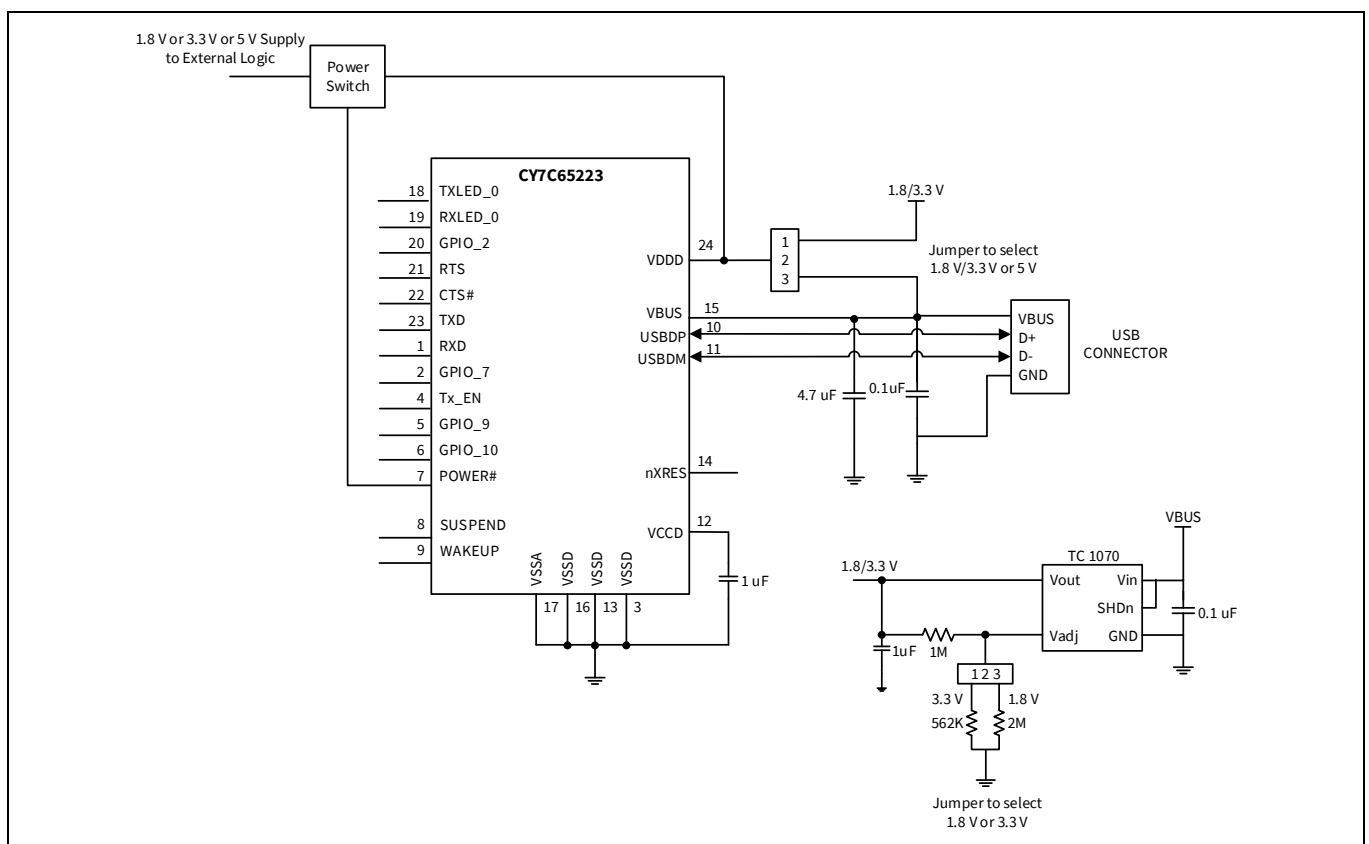 1.8 V or 3.3 V or 5 V Supply
to External Logic
Power
Switch
CY7C65223
18 TXLED_0
19 RXLED_0
20 GPIO_2
21 RTS
22 CTS#
23 TXD
1 RXD
2 GPIO_7
4 Tx_EN
5 GPIO_9
6 GPIO_10
7 POWER#
8 SUSPEND
9 WAKEUP
VDDD 24
VBUS 15
USBDP 10
USBDM 11
nXRES 14
VCCD 12
VSSA
VSSD
VSSD
VSSD
17 16 13 3
1 uF
1
2
3
1.8/3.3 V
Jumper to select
1.8 V/3.3 V or 5 V
VBUS
D+
D-
GND
USB
CONNECTOR
4.7 uF
0.1uF
VBUS
TC 1070
1.8/3.3 V
Vout Vin
SHDn
Vadj GND
0.1 uF
1uF
1M
1 2 3
3.3 V 1.8 V
562K 2M
Jumper to select
1.8 V or 3.3 V